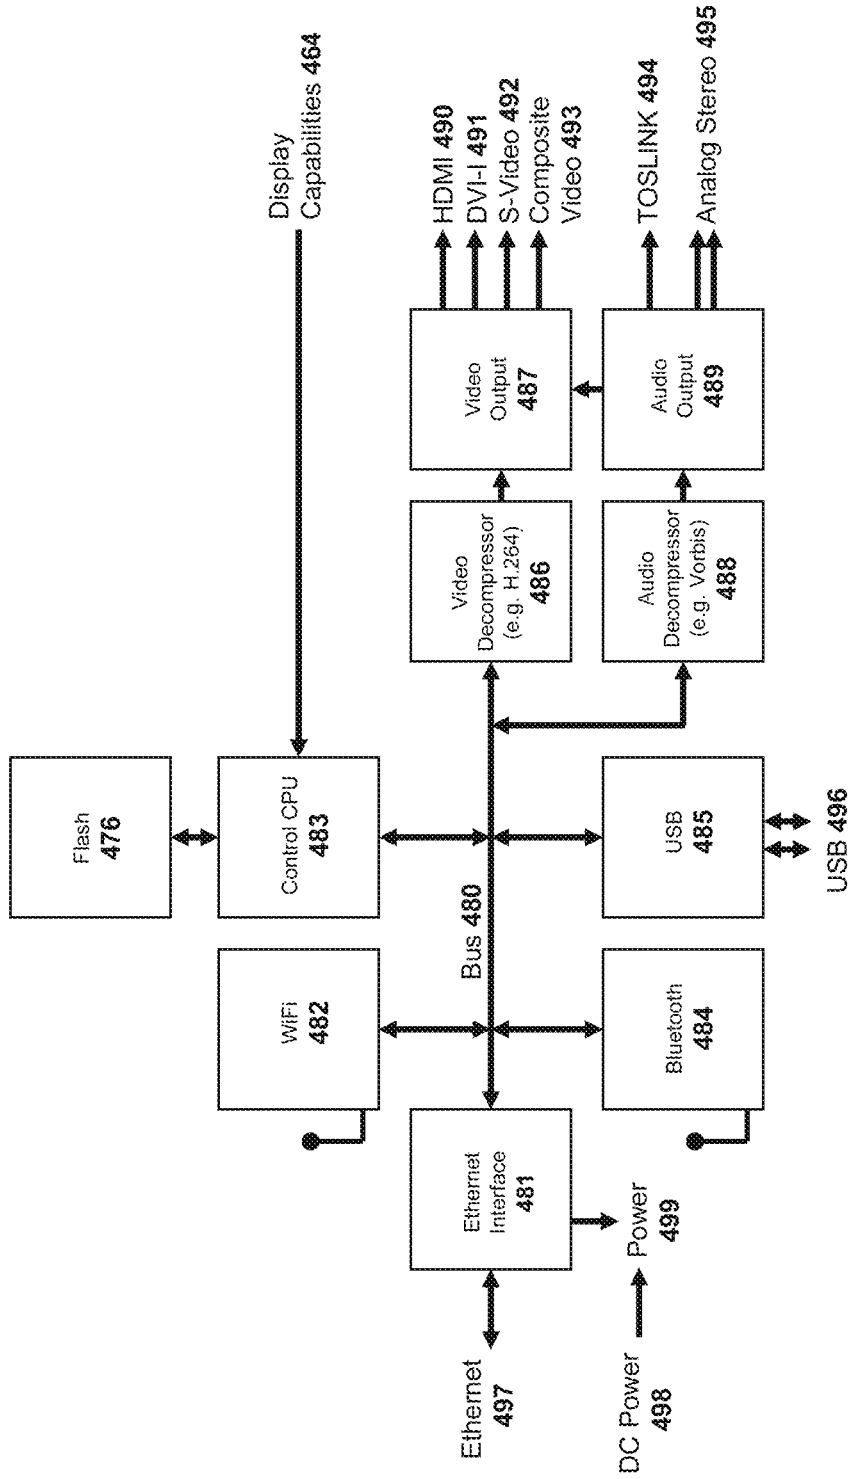 Display
Capabilities 464
Flash
476
Control CPU
483
WiFi
482
HDMI 490
DVI-I 491
S-Video 492
Composite
Video 493
Video
Output
487
Video
Decompressor
(e.g. H.264)
486
Bus 480
Ethernet
Interface
481
Ethernet
497
TOSLINK 494
Analog Stereo 495
Audio
Output
489
Audio
Decompressor
(e.g. Vorbis)
488
USB
485
Bluetooth
484
Power
499
DC Power
498
USB 496